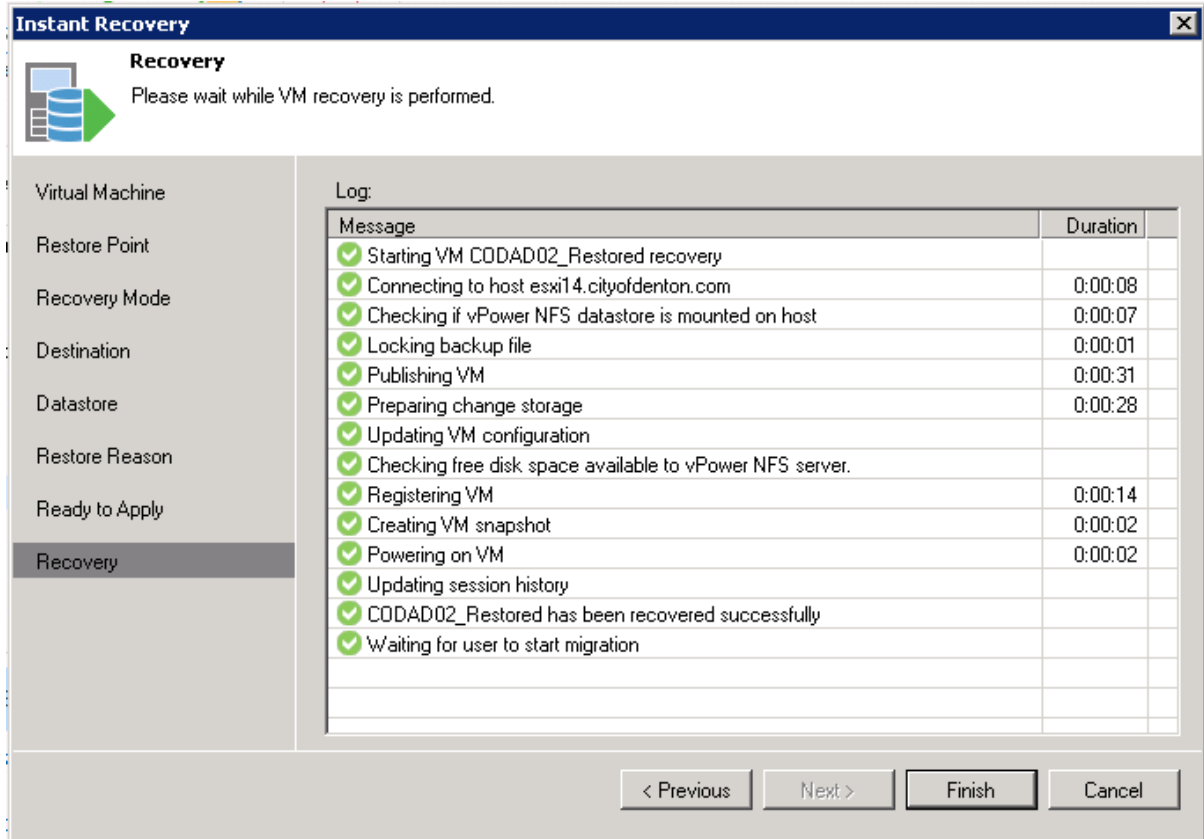 Instant Recovery
Recovery
Please wait while VM recovery is performed.
Virtual Machine
Restore Point
Recovery Mode
Destination
Datastore
Restore Reason
Ready to Apply
Recovery
Log:
Message Duration
Starting VM CODAD02_Restored recovery
Connecting to host esxi14.cityofdenton.com 0:00:08
Checking if vPower NFS datastore is mounted on host 0:00:07
Locking backup file 0:00:01
Publishing VM 0:00:31
Preparing change storage 0:00:28
Updating VM configuration
Checking free disk space available to vPower NFS server.
Registering VM 0:00:14
Creating VM snapshot 0:00:02
Powering on VM 0:00:02
Updating session history
CODAD02_Restored has been recovered successfully
Waiting for user to start migration
< Previous Next > Finish Cancel